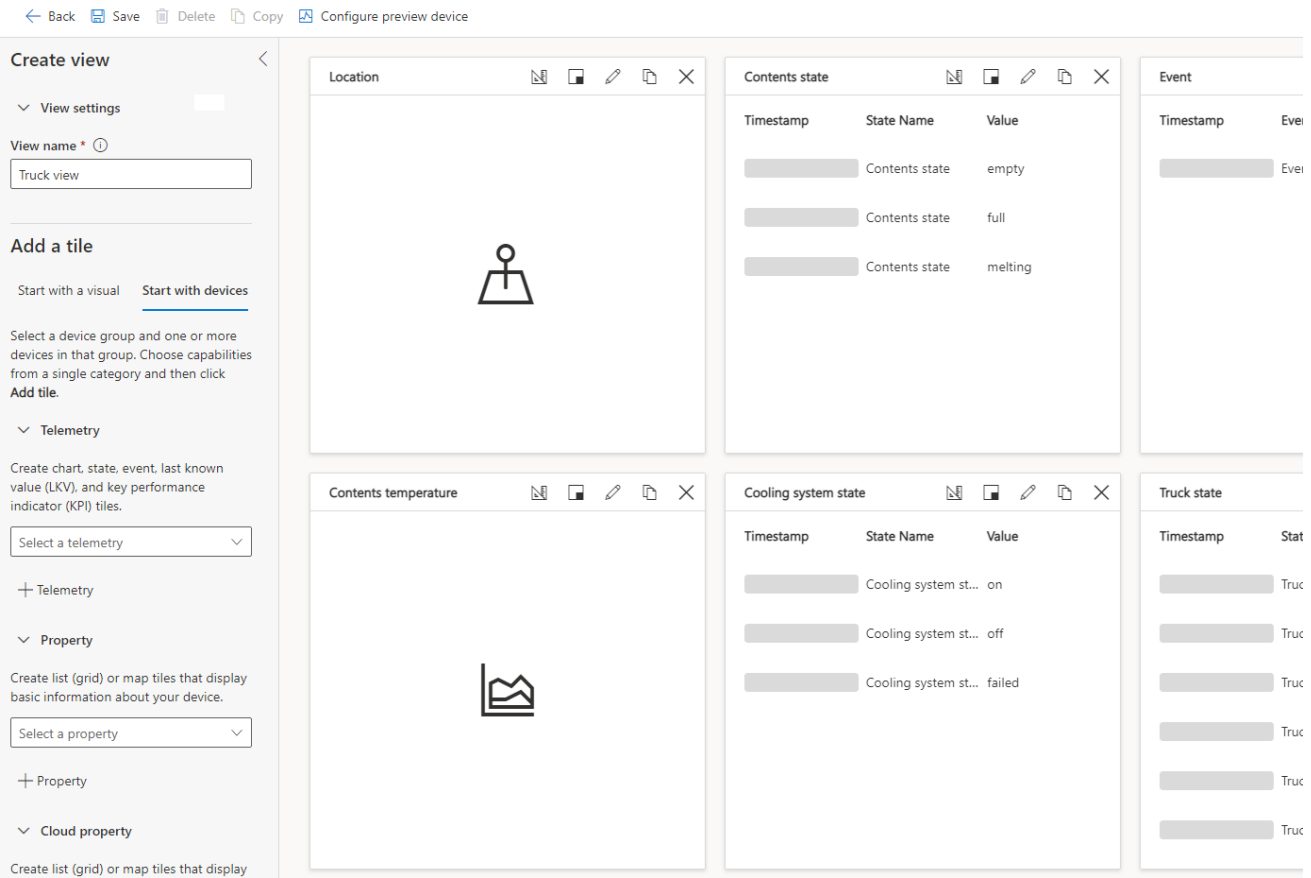 Back Save Delete Copy Configure preview device
Create view
View settings
View name *
Truck view
Add a tile
Start with a visual Start with devices
Select a device group and one or more
devices in that group. Choose capabilities
from a single category and then click
Add tile.
Telemetry
Create chart, state, event, last known
value (LKV), and key performance
indicator (KPI) tiles.
Select a telemetry
Telemetry
Property
Create list (grid) or map tiles that display
basic information about your device.
Select a property
Property
Cloud property
Create list (grid) or map tiles that display
Location
Contents state
Timestamp State Name Value
Contents state empty
Contents state full
Contents state melting
Event
Timestamp
Contents temperature
Cooling system state
Timestamp State Name Value
Cooling system st... on
Cooling system st... off
Cooling system st... failed
Truck state
Timestamp